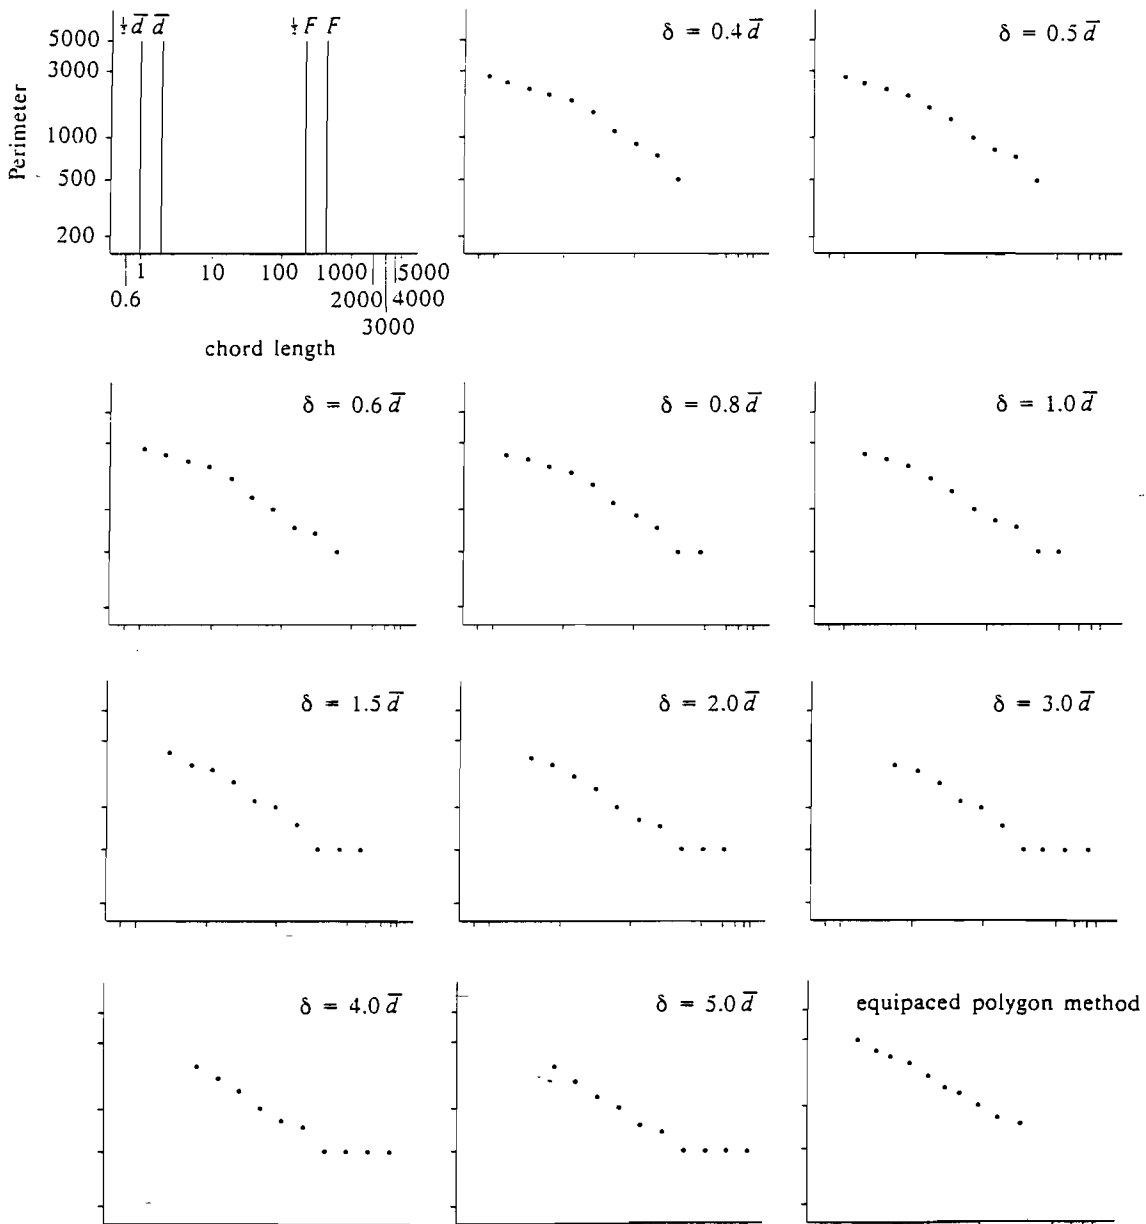 ½ d̅ d̅ ½ F F
5000
3000
1000
500
200
Perimeter
1 10 100 1000 5000
0.6 2000 4000
3000
chord length
δ = 0.4 d̅
δ = 0.5 d̅
δ = 0.6 d̅
δ = 0.8 d̅
δ = 1.0 d̅
δ = 1.5 d̅
δ = 2.0 d̅
δ = 3.0 d̅
δ = 4.0 d̅
δ = 5.0 d̅
equipaced polygon method